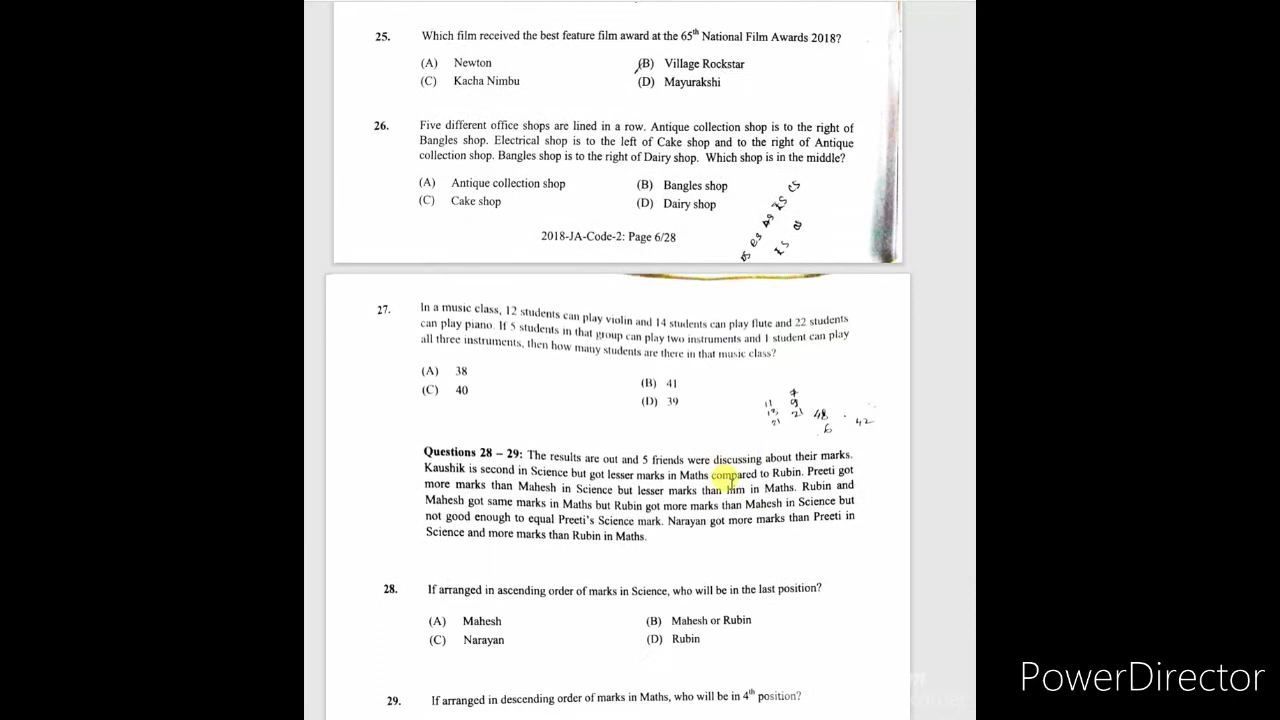 25. Which film received the best feature film award at the 65th National Film Awards 2018?
(A) Newton (B) Village Rockstar
(C) Kacha Nimbu (D) Mayurakshi
26. Five different office shops are lined in a row. Antique collection shop is to the right of
Bangles shop. Electrical shop is to the left of Cake shop and to the right of Antique
collection shop. Bangles shop is to the right of Dairy shop. Which shop is in the middle?
(A) Antique collection shop (B) Bangles shop
(C) Cake shop (D) Dairy shop
2018-JA-Code-2: Page 6/28
27. In a music class, 12 students can play violin and 14 students can play flute and 22 students
can play piano. If 5 students in that group can play two instruments and 1 student can play
all three instruments, then how many students are there in that music class?
(A) 38 (B) 41
(C) 40 (D) 39
48
6
42
Questions 28 – 29: The results are out and 5 friends were discussing about their marks.
Kaushik is second in Science but got lesser marks in Maths compared to Rubin. Preeti got
more marks than Mahesh in Science but lesser marks than him in Maths. Rubin and
Mahesh got same marks in Maths but Rubin got more marks than Mahesh in Science but
not good enough to equal Preeti's Science mark. Narayan got more marks than Preeti in
Science and more marks than Rubin in Maths.
28. If arranged in ascending order of marks in Science, who will be in the last position?
(A) Mahesh (B) Mahesh or Rubin
(C) Narayan (D) Rubin
29. If arranged in descending order of marks in Maths, who will be in 4th position?
PowerDirector